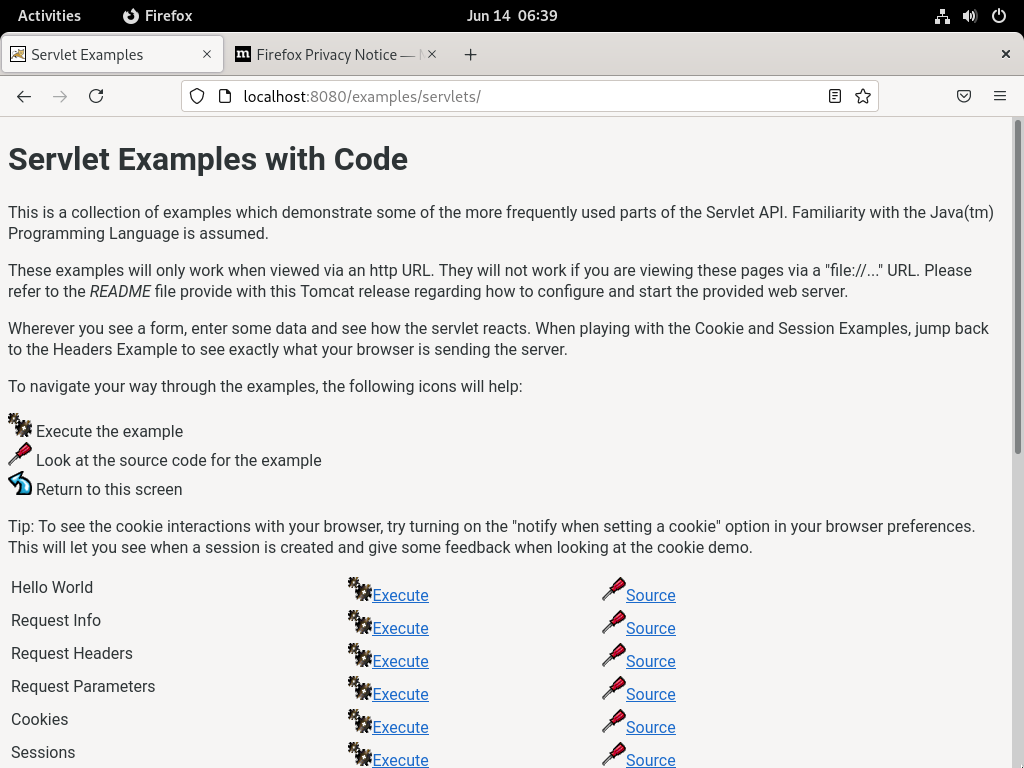 Activities Firefox Jun 14 06:39
Servlet Examples Firefox Privacy Notice —
localhost:8080/examples/servlets/
Servlet Examples with Code
This is a collection of examples which demonstrate some of the more frequently used parts of the Servlet API. Familiarity with the Java(tm)
Programming Language is assumed.
These examples will only work when viewed via an http URL. They will not work if you are viewing these pages via a "file://..." URL. Please
refer to the README file provide with this Tomcat release regarding how to configure and start the provided web server.
Wherever you see a form, enter some data and see how the servlet reacts. When playing with the Cookie and Session Examples, jump back
to the Headers Example to see exactly what your browser is sending the server.
To navigate your way through the examples, the following icons will help:
Execute the example
Look at the source code for the example
Return to this screen
Tip: To see the cookie interactions with your browser, try turning on the "notify when setting a cookie" option in your browser preferences.
This will let you see when a session is created and give some feedback when looking at the cookie demo.
Hello World Execute Source
Request Info Execute Source
Request Headers Execute Source
Request Parameters Execute Source
Cookies Execute Source
Sessions Execute Source